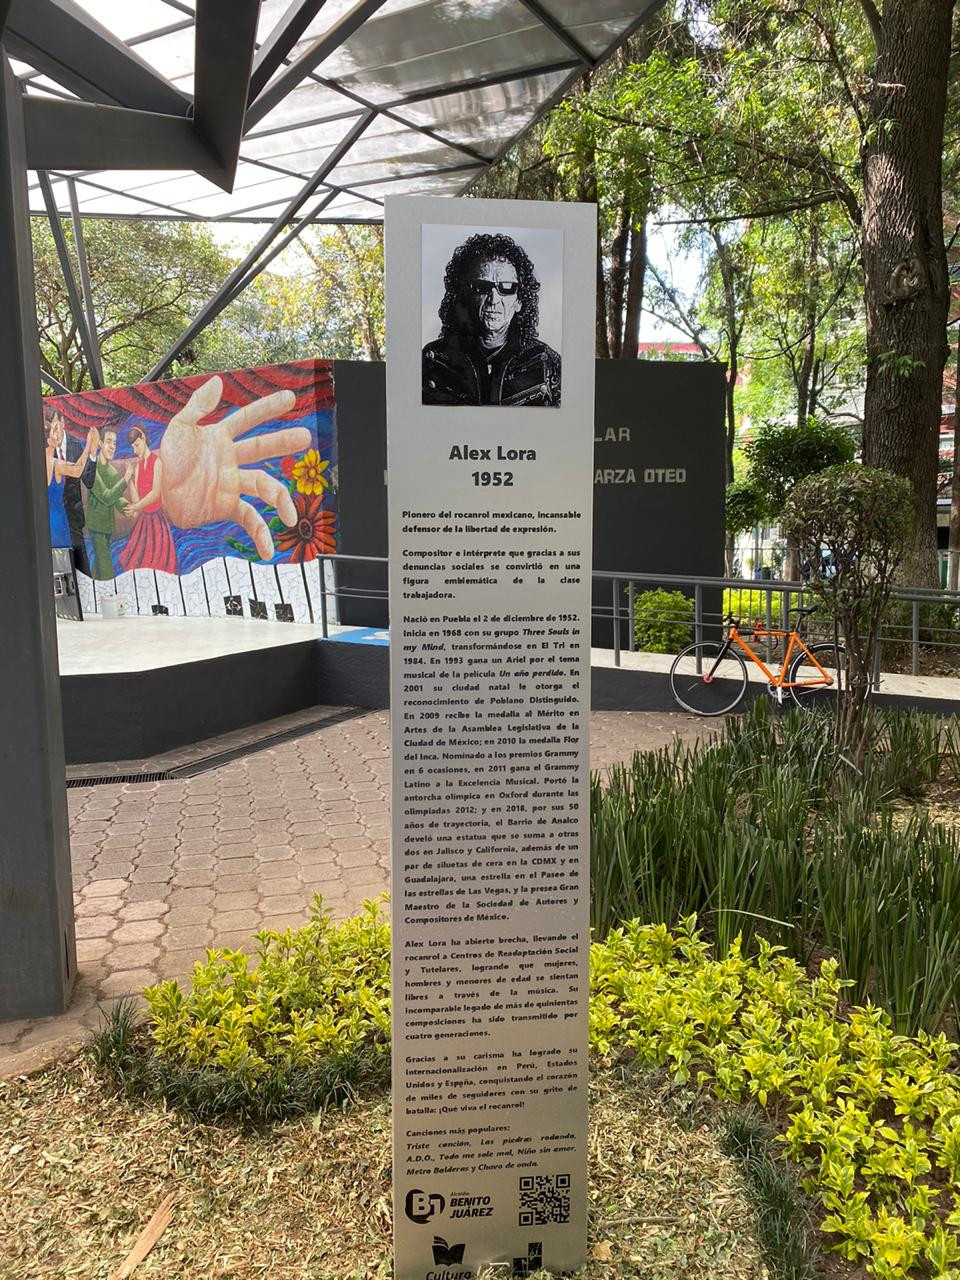 LAR
ARZA OTEO
Alex Lora
1952
Pionero del rocanrol mexicano, incansable
defensor de la libertad de expresión.
Compositor e intérprete que gracias a sus
denuncias sociales se convirtió en una
figura emblemática de la clase
trabajadora.
Nació en Puebla el 2 de diciembre de 1952.
Inicia en 1968 con su grupo Three Souls in
my Mind, transformándose en El Tri en
1984. En 1993 gana un Ariel por el tema
musical de la película Un año perdido. En
2001 su ciudad natal le otorga el
reconocimiento de Poblano Distinguido.
En 2009 recibe la medalla al Mérito en
Artes de la Asamblea Legislativa de la
Ciudad de México; en 2010 la medalla Flor
del Inca. Nominado a los premios Grammy
en 6 ocasiones, en 2011 gana el Grammy
Latino a la Excelencia Musical. Portó la
antorcha olímpica en Oxford durante las
olimpiadas 2012; y en 2018, por sus 50
años de trayectoria, el Barrio de Analco
develó una estatua que se suma a otras
dos en Jalisco y California, además de un
par de siluetas de cera en la CDMX y en
Guadalajara, una estrella en el Paseo de
las estrellas de Las Vegas, y la presea Gran
Maestro de la Sociedad de Autores y
Compositores de México.
Alex Lora ha abierto brecha, llevando el
rocanrol a Centros de Readaptación Social
y Tutelares, logrando que mujeres,
hombres y menores de edad se sientan
libres a través de la música. Su
incomparable legado de más de quinientas
composiciones ha sido transmitido por
cuatro generaciones.
Gracias a su carisma ha logrado su
internacionalización en Perú, Estados
Unidos y España, conquistando el corazón
de miles de seguidores con su grito de
batalla: ¡Qué viva el rocanrol!
Canciones más populares:
Triste canción, Las piedras rodando,
A.D.O., Todo me sale mal, Niño sin amor,
Metro Balderas y Chavo de onda.
BJ
Alcaldía
BENITO
JUÁREZ
Cultura